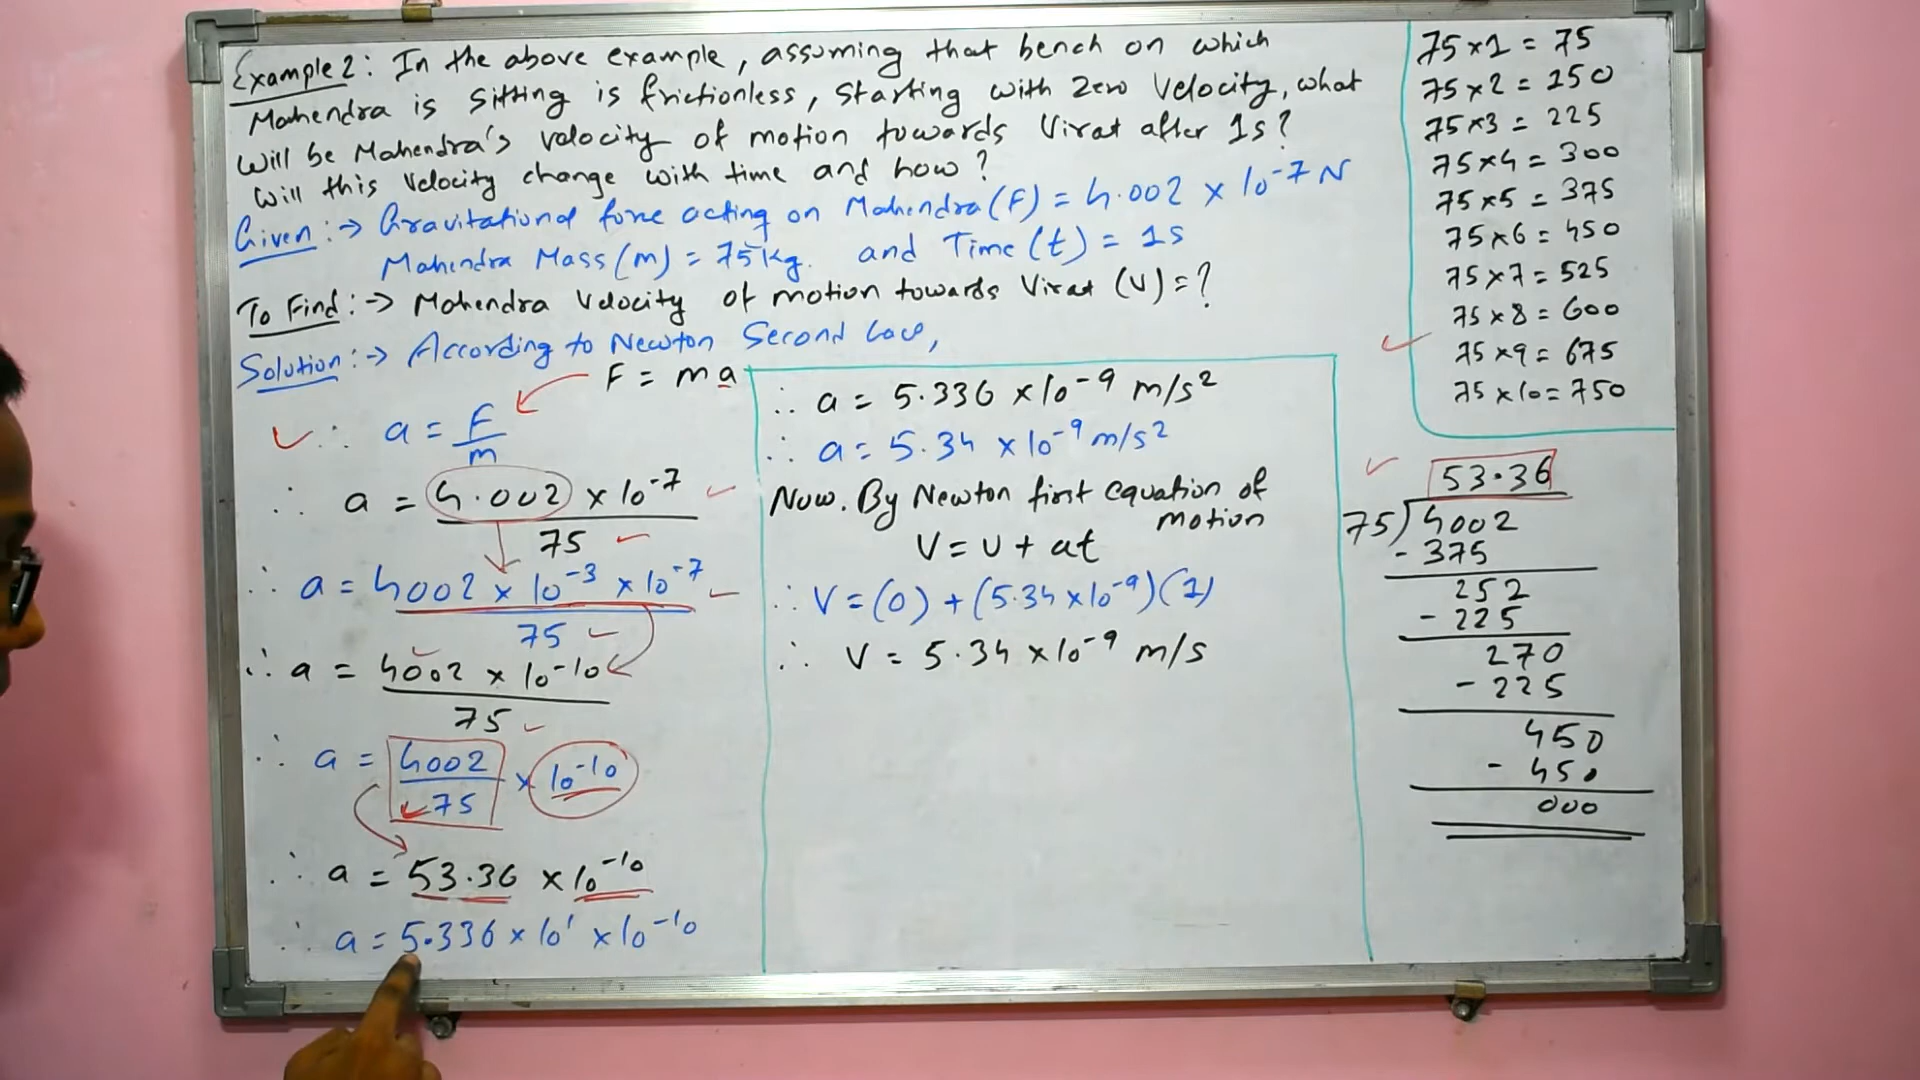 Example 2: In the above example, assuming that bench on which
Mahendra is sitting is frictionless, starting with zero velocity, what
will be Mahendra's velocity of motion towards Virat after 1s?
Will this velocity change with time and how?
Given :→ Gravitational force acting on Mahendra (F) = 4.002 × 10⁻⁷ N
Mahendra Mass (m) = 75 kg. and Time (t) = 1s
To Find :→ Mahendra Velocity of motion towards Virat (V) = ?
Solution :→ According to Newton Second Law,
F = ma
∴ a = F/m
∴ a = 4.002 × 10⁻⁷ / 75
∴ a = 4002 × 10⁻³ × 10⁻⁷ / 75
∴ a = 4002 × 10⁻¹⁰ / 75
∴ a = 4002/75 × 10⁻¹⁰
∴ a = 53.36 × 10⁻¹⁰
∴ a = 5.336 × 10¹ × 10⁻¹⁰
∴ a = 5.336 × 10⁻⁹ m/s²
∴ a = 5.34 × 10⁻⁹ m/s²
Now. By Newton first equation of
motion
V = u + at
∴ V = (0) + (5.34 × 10⁻⁹) (1)
∴ V = 5.34 × 10⁻⁹ m/s
75 × 1 = 75
75 × 2 = 150
75 × 3 = 225
75 × 4 = 300
75 × 5 = 375
75 × 6 = 450
75 × 7 = 525
75 × 8 = 600
75 × 9 = 675
75 × 10 = 750
53.36
75)4002
- 375
252
- 225
270
- 225
450
- 450
000